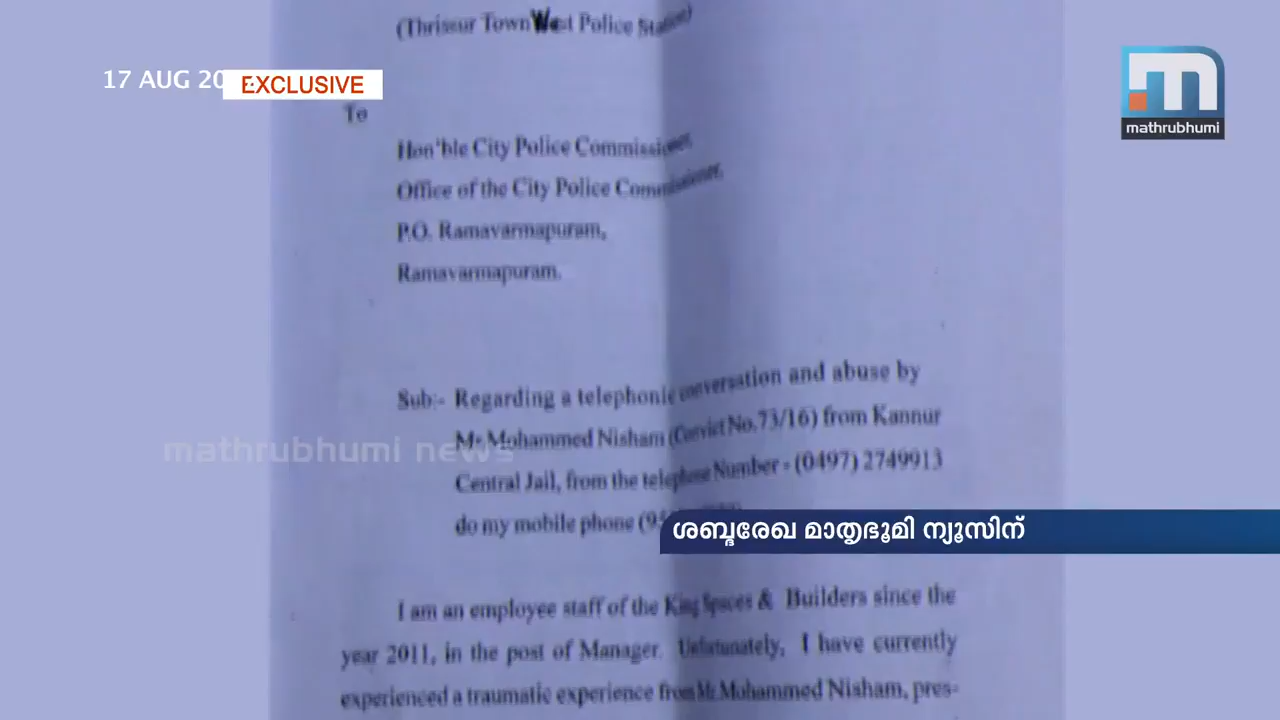 (Thrissur Town West Police Station)
17 AUG 20
EXCLUSIVE
mathrubhumi
To
Hon'ble City Police Commissioner,
Office of the City Police Commissioner,
P.O. Ramavarmapuram,
Ramavarmapuram.
Sub:- Regarding a telephonic conversation and abuse by
Mr Mohammed Nisham (Convict No.73/16) from Kannur
mathrubhumi news
Central Jail, from the telephone Number - (0497) 2749913
do my mobile phone (95
ശബ്ദരേഖ മാതൃഭൂമി ന്യൂസിന്
I am an employee staff of the King Spaces & Builders since the
year 2011, in the post of Manager. Unfortunately, I have currently
experienced a traumatic experience from Mr. Mohammed Nisham, pres-